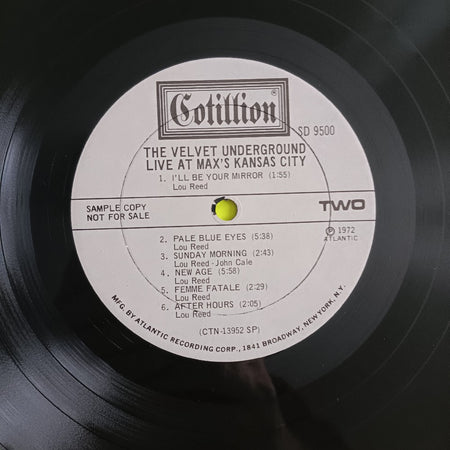 Cotillion®
SD 9500
THE VELVET UNDERGROUND
LIVE AT MAX'S KANSAS CITY
1. I'LL BE YOUR MIRROR (1:55)
Lou Reed
SAMPLE COPY
NOT FOR SALE
TWO
℗ 1972
ATLANTIC
2. PALE BLUE EYES (5:38)
Lou Reed
3. SUNDAY MORNING (2:43)
Lou Reed-John Cale
4. NEW AGE (5:58)
Lou Reed
5. FEMME FATALE (2:29)
Lou Reed
6. AFTER HOURS (2:05)
Lou Reed
(CTN-13952 SP)
MFG. BY ATLANTIC RECORDING CORP., 1841 BROADWAY, NEW YORK, N.Y.